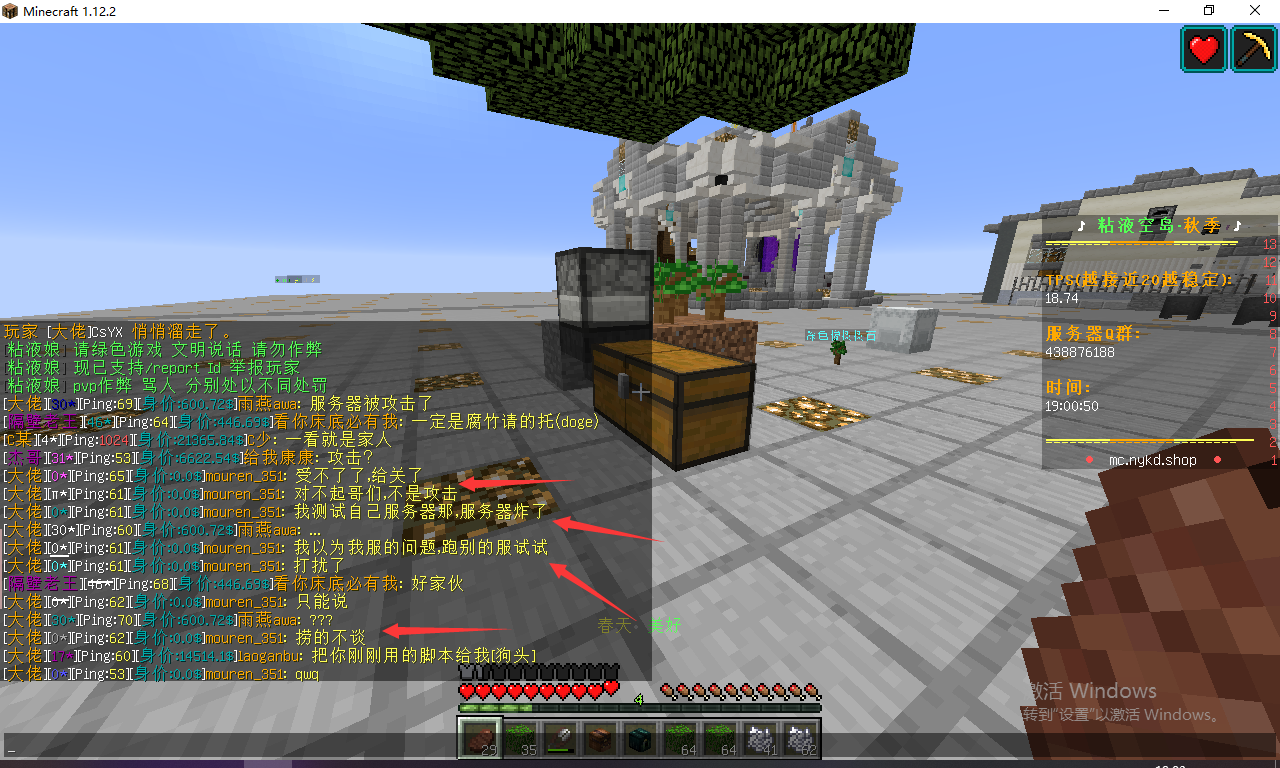 Minecraft 1.12.2
♪ 粘液空岛·秋季 ♪
TPS(越接近20越稳定):
18.74
服务器Q群:
438876188
时间:
19:00:50
mc.nykd.shop
13
12
玩家 [大佬]CsYX 悄悄溜走了。
粘液娘] 请绿色游戏 文明说话 请勿作弊
粘液娘] 现已支持/report Id 举报玩家
粘液娘] pvp作弊 骂人 分别处以不同处罚
[大佬][30*][Ping:69][身价:600.72$]雨燕awa: 服务器被攻击了
[隔壁老王][46*][Ping:64][身价:446.69$]看你床底必有我: 一定是腐竹请的托(doge)
[C某][4*][Ping:1024][身价:21365.84$]C少: 一看就是家人
[杰哥][31*][Ping:53][身价:6622.54$]给我康康: 攻击?
[大佬][0*][Ping:65][身价:0.0$]mouren_351: 受不了了,给关了
[大佬][π*][Ping:61][身价:0.0$]mouren_351: 对不起哥们,不是攻击
[大佬][0*][Ping:61][身价:0.0$]mouren_351: 我测试自己服务器那,服务器炸了
[大佬][30*][Ping:60][身价:600.72$]雨燕awa: ...
[大佬][0*][Ping:61][身价:0.0$]mouren_351: 我以为我服的问题,跑别的服试试
[大佬][0*][Ping:61][身价:0.0$]mouren_351: 打扰了
[隔壁老王][46*][Ping:68][身价:446.69$]看你床底必有我: 好家伙
[大佬][0*][Ping:62][身价:0.0$]mouren_351: 只能说
[大佬][30*][Ping:70][身价:600.72$]雨燕awa: ???
[大佬][0*][Ping:62][身价:0.0$]mouren_351: 捞的不谈
[大佬][17*][Ping:60][身价:14514.1$]laoganbu: 把你刚刚用的脚本给我[狗头]
[大佬][0*][Ping:53][身价:0.0$]mouren_351: qwq
春天· 美好
4
激活 Windows
转到"设置"以激活 Windows。
29 35 64 64 41 62